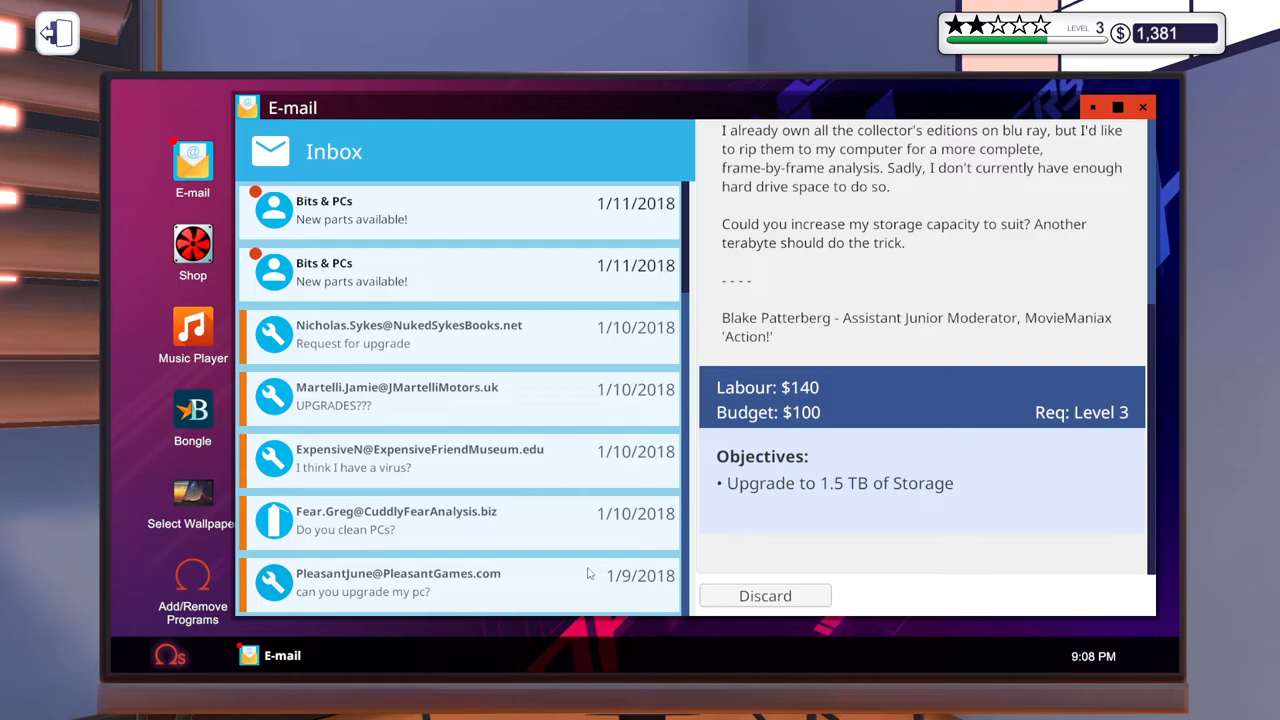 LEVEL 3
$ 1,381
E-mail
Inbox
Bits & PCs
New parts available!
1/11/2018
Bits & PCs
New parts available!
1/11/2018
Nicholas.Sykes@NukedSykesBooks.net
Request for upgrade
1/10/2018
Martelli.Jamie@JMartelliMotors.uk
UPGRADES???
1/10/2018
ExpensiveN@ExpensiveFriendMuseum.edu
I think I have a virus?
1/10/2018
Fear.Greg@CuddlyFearAnalysis.biz
Do you clean PCs?
1/10/2018
PleasantJune@PleasantGames.com
can you upgrade my pc?
1/9/2018
I already own all the collector's editions on blu ray, but I'd like
to rip them to my computer for a more complete,
frame-by-frame analysis. Sadly, I don't currently have enough
hard drive space to do so.
Could you increase my storage capacity to suit? Another
terabyte should do the trick.
- - - -
Blake Patterberg - Assistant Junior Moderator, MovieManiax
'Action!'
Labour: $140
Budget: $100
Req: Level 3
Objectives:
• Upgrade to 1.5 TB of Storage
Discard
E-mail
Shop
Music Player
Bongle
Select Wallpape
Add/Remove
Programs
E-mail
9:08 PM